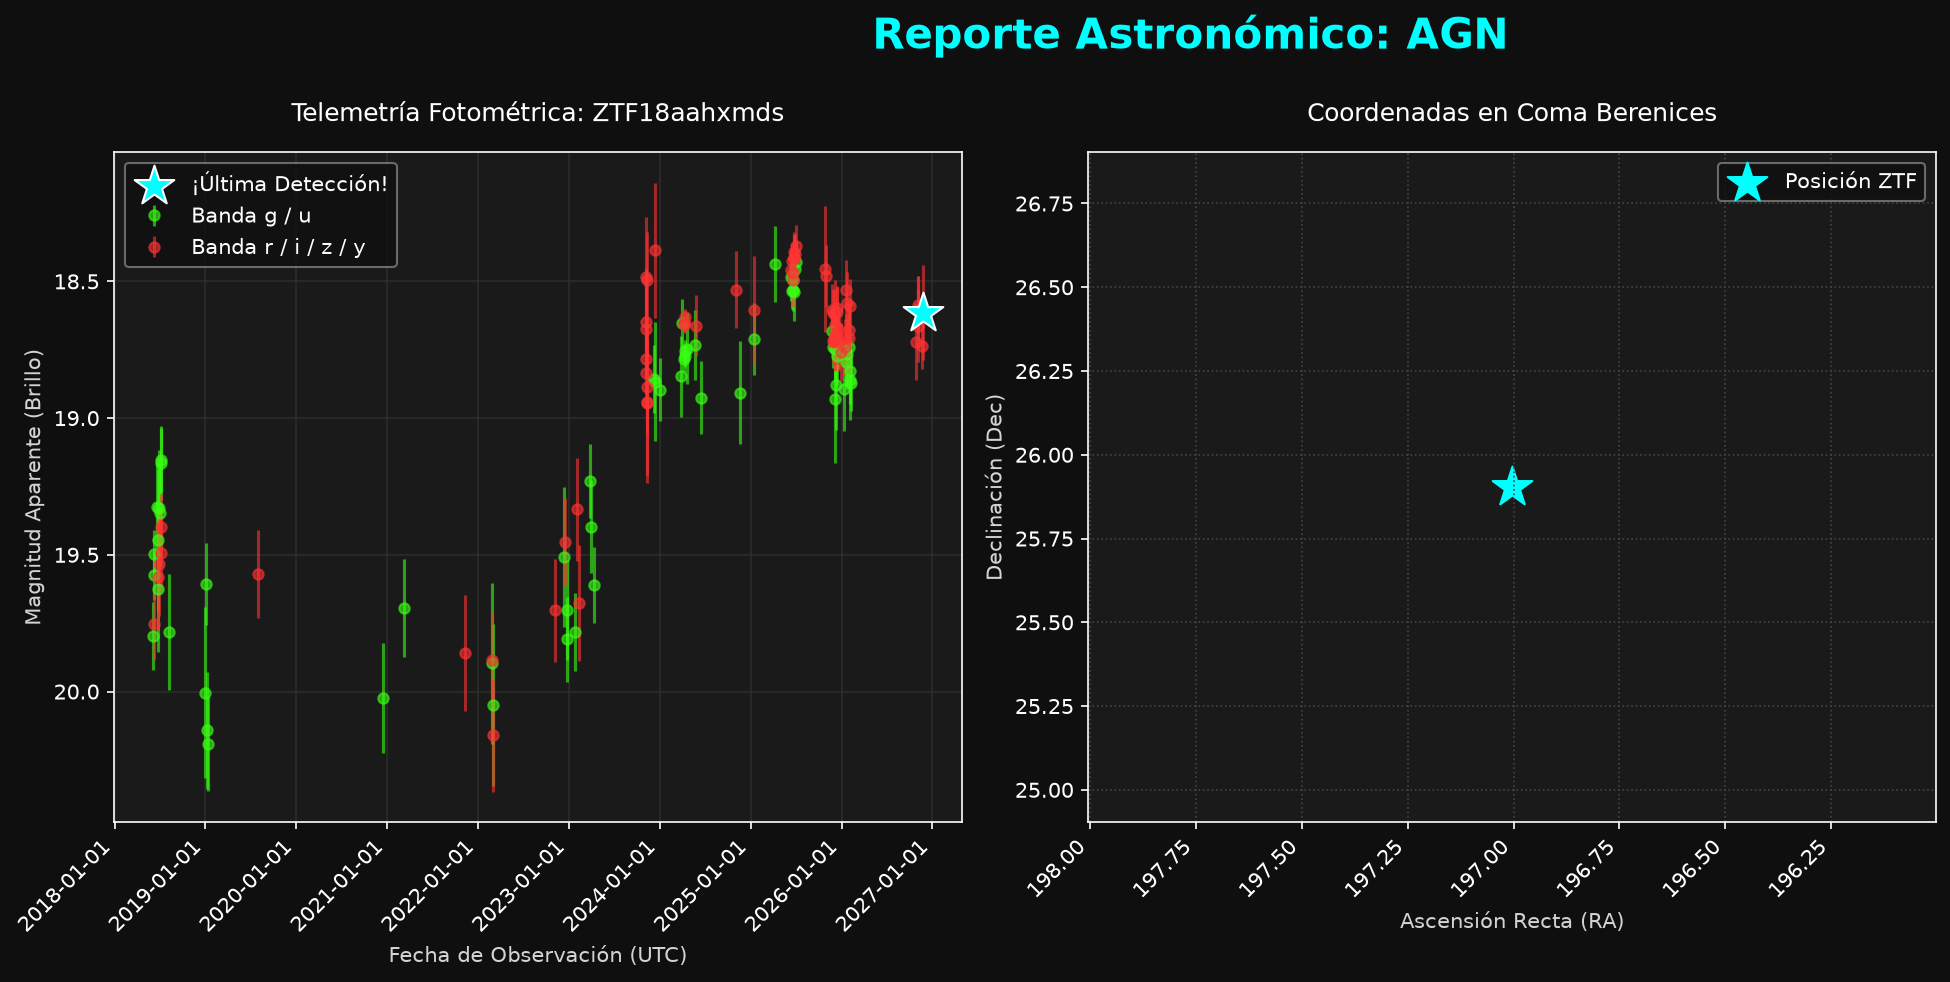 Reporte Astronómico: AGN
Telemetría Fotométrica: ZTF18aahxmds
¡Última Detección!
Banda g / u
Banda r / i / z / y
Magnitud Aparente (Brillo)
18.5
19.0
19.5
20.0
2018-01-01
2019-01-01
2020-01-01
2021-01-01
2022-01-01
2023-01-01
2024-01-01
2025-01-01
2026-01-01
2027-01-01
Fecha de Observación (UTC)
Coordenadas en Coma Berenices
Posición ZTF
Declinación (Dec)
26.75
26.50
26.25
26.00
25.75
25.50
25.25
25.00
198.00
197.75
197.50
197.25
197.00
196.75
196.50
196.25
Ascensión Recta (RA)